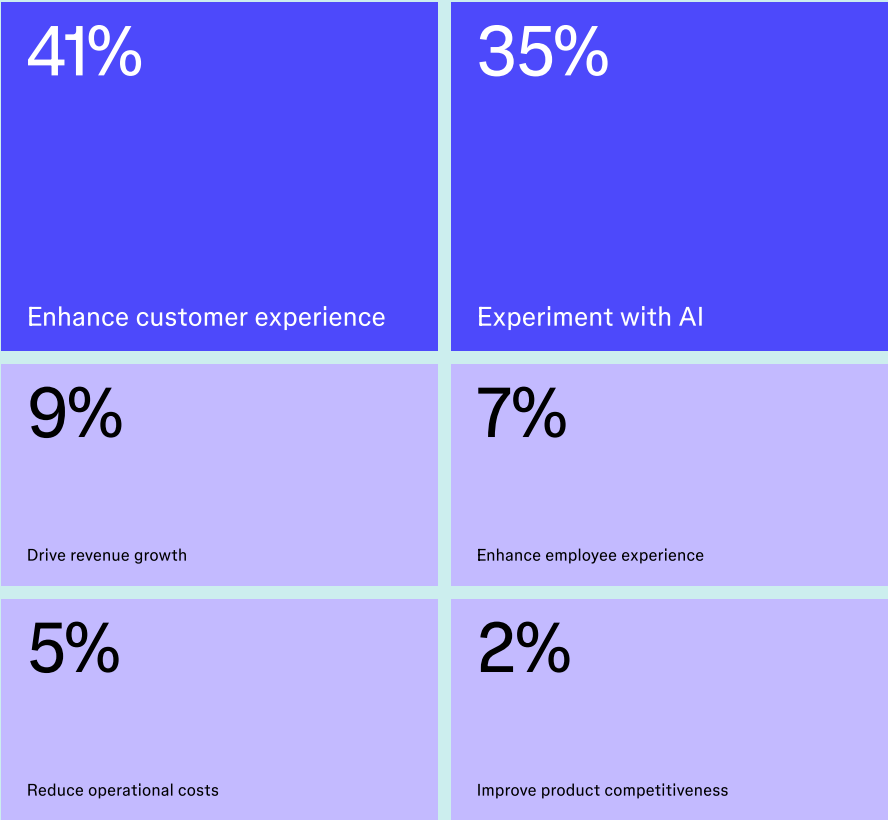 41%
35%
Enhance customer experience
Experiment with AI
9%
7%
Drive revenue growth
Enhance employee experience
5%
2%
Reduce operational costs
Improve product competitiveness